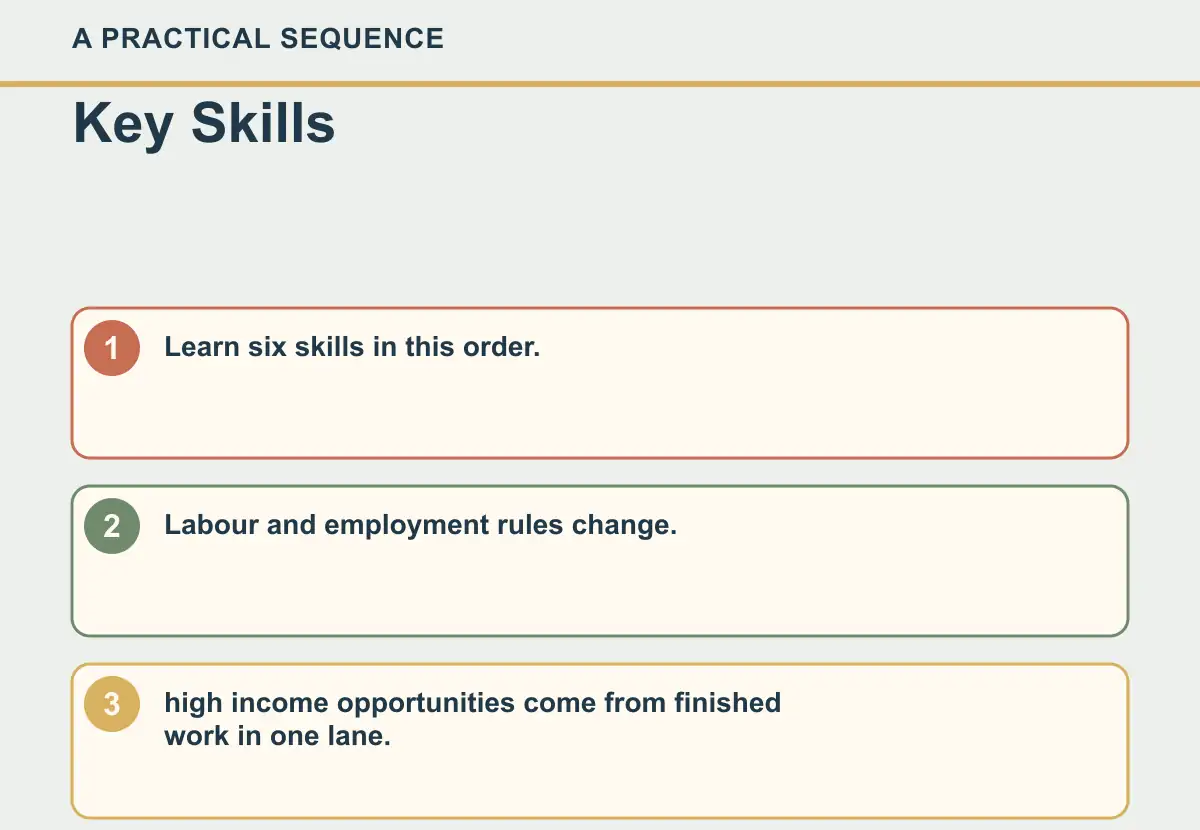 A PRACTICAL SEQUENCE
Key Skills
1
Learn six skills in this order.
2
Labour and employment rules change.
3
high income opportunities come from finished
work in one lane.